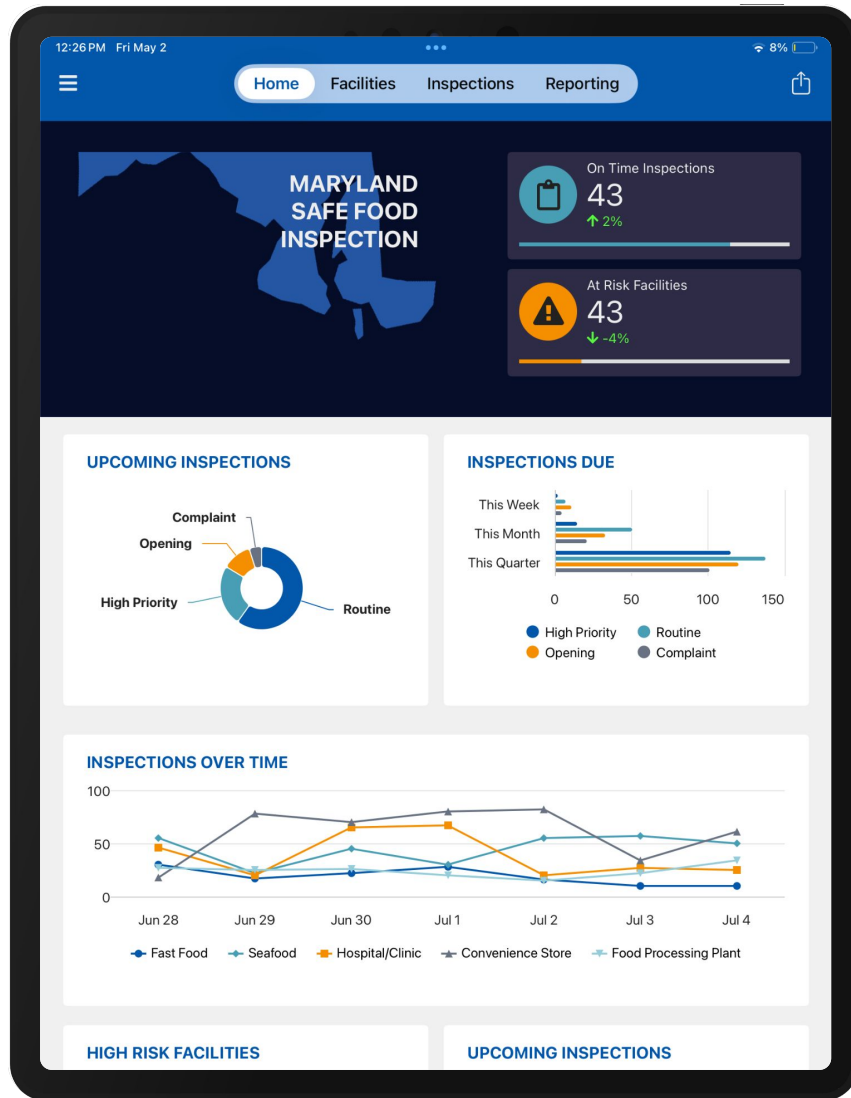 12:26 PM Fri May 2
8%
Home Facilities Inspections Reporting
MARYLAND
SAFE FOOD
INSPECTION
On Time Inspections
43
2%
At Risk Facilities
43
-4%
UPCOMING INSPECTIONS
Complaint
Opening
High Priority
Routine
INSPECTIONS DUE
This Week
This Month
This Quarter
0 50 100 150
High Priority Routine
Opening Complaint
INSPECTIONS OVER TIME
100
50
0
Jun 28 Jun 29 Jun 30 Jul 1 Jul 2 Jul 3 Jul 4
Fast Food Seafood Hospital/Clinic Convenience Store Food Processing Plant
HIGH RISK FACILITIES
UPCOMING INSPECTIONS